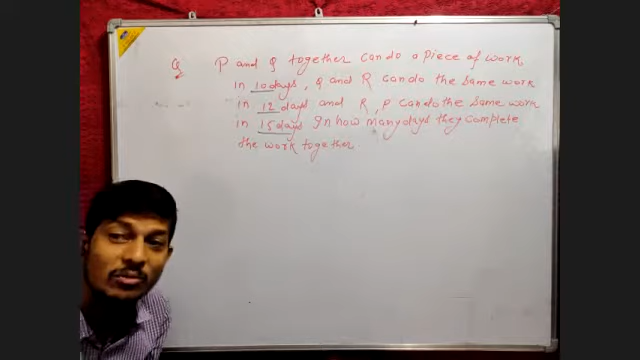 Q P and Q together can do a piece of work
in 10 days, Q and R can do the same work
in 12 days and R, P can do the same work
in 15 days In how many days they complete
the work together.